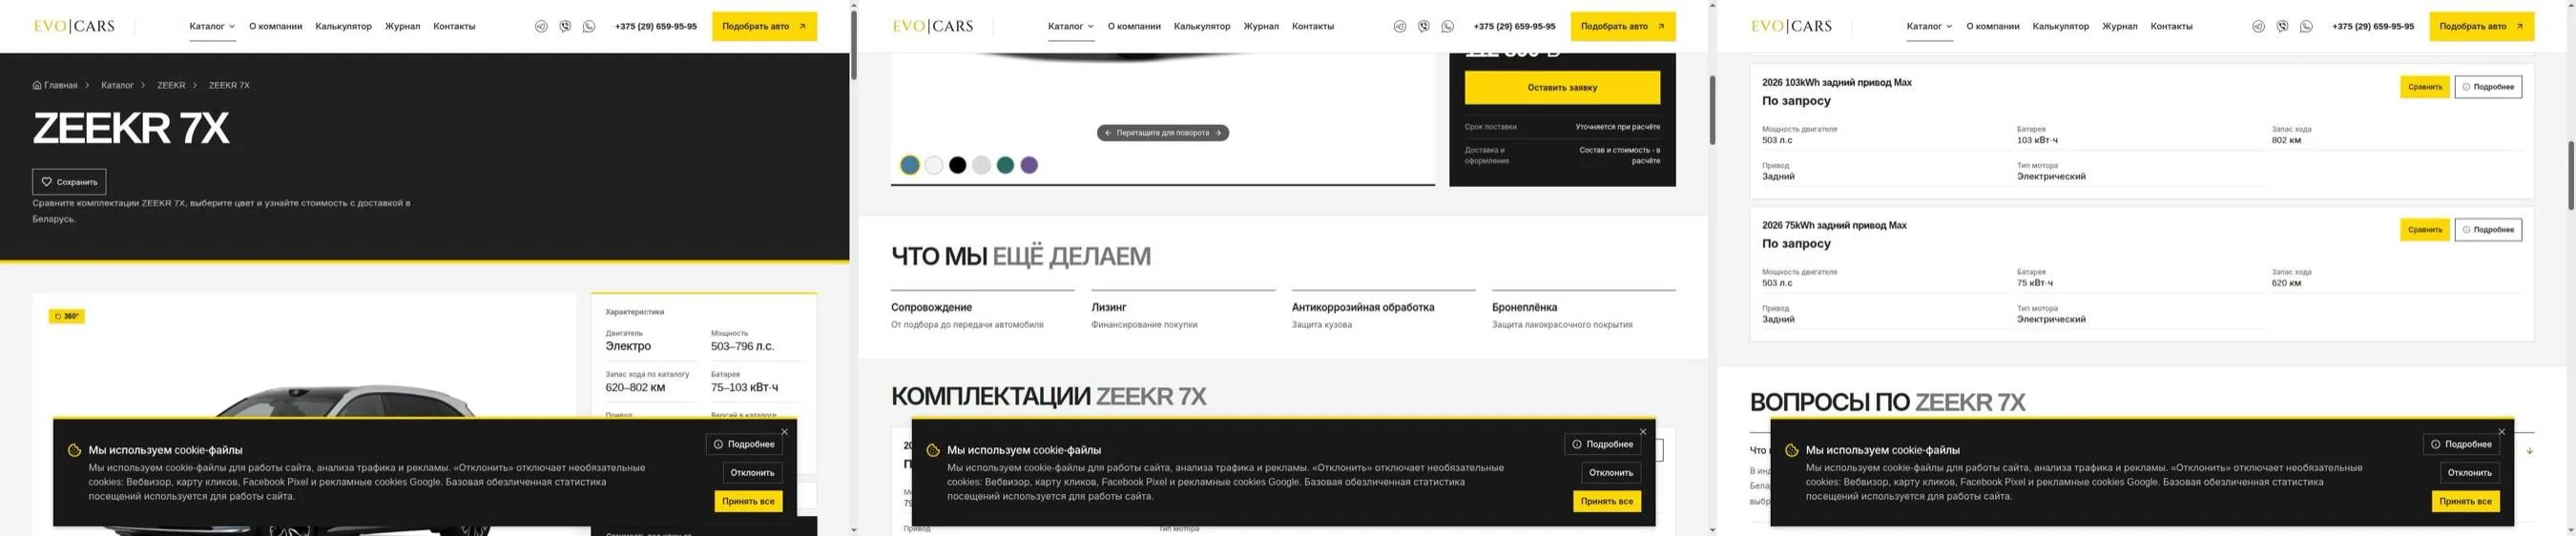 EVO|CARS
Каталог О компании Калькулятор Журнал Контакты
+375 (29) 659-95-95
Подобрать авто
Главная Каталог ZEEKR ZEEKR 7X
ZEEKR 7X
Сохранить
Сравните комплектации ZEEKR 7X, выберите цвет и узнайте стоимость с доставкой в
Беларусь.
360°
Характеристики
Двигатель Мощность
Электро 503–796 л.с.
Запас хода по каталогу Батарея
620–802 км 75–103 кВт·ч
Привод Версий в каталоге
Мы используем cookie-файлы
Мы используем cookie-файлы для работы сайта, анализа трафика и рекламы. «Отклонить» отключает необязательные
cookies: Вебвизор, карту кликов, Facebook Pixel и рекламные cookies Google. Базовая обезличенная статистика
посещений используется для работы сайта.
Подробнее
Отклонить
Принять все
EVO|CARS
Каталог О компании Калькулятор Журнал Контакты
+375 (29) 659-95-95
Подобрать авто
Оставить заявку
Перетащите для поворота
Срок поставки Уточняется при расчёте
Доставка и Состав и стоимость - в
оформление расчёте
ЧТО МЫ ЕЩЁ ДЕЛАЕМ
Сопровождение
От подбора до передачи автомобиля
Лизинг
Финансирование покупки
Антикоррозийная обработка
Защита кузова
Бронеплёнка
Защита лакокрасочного покрытия
КОМПЛЕКТАЦИИ ZEEKR 7X
Мы используем cookie-файлы
Мы используем cookie-файлы для работы сайта, анализа трафика и рекламы. «Отклонить» отключает необязательные
cookies: Вебвизор, карту кликов, Facebook Pixel и рекламные cookies Google. Базовая обезличенная статистика
посещений используется для работы сайта.
Подробнее
Отклонить
Принять все
Привод Тип мотора
EVO|CARS
Каталог О компании Калькулятор Журнал Контакты
+375 (29) 659-95-95
Подобрать авто
2026 103kWh задний привод Max
По запросу
Сравнить Подробнее
Мощность двигателя Батарея Запас хода
503 л.с 103 кВт·ч 802 км
Привод Тип мотора
Задний Электрический
2026 75kWh задний привод Max
По запросу
Сравнить Подробнее
Мощность двигателя Батарея Запас хода
503 л.с 75 кВт·ч 620 км
Привод Тип мотора
Задний Электрический
ВОПРОСЫ ПО ZEEKR 7X
Что
Мы используем cookie-файлы
Мы используем cookie-файлы для работы сайта, анализа трафика и рекламы. «Отклонить» отключает необязательные
cookies: Вебвизор, карту кликов, Facebook Pixel и рекламные cookies Google. Базовая обезличенная статистика
посещений используется для работы сайта.
Подробнее
Отклонить
Принять все